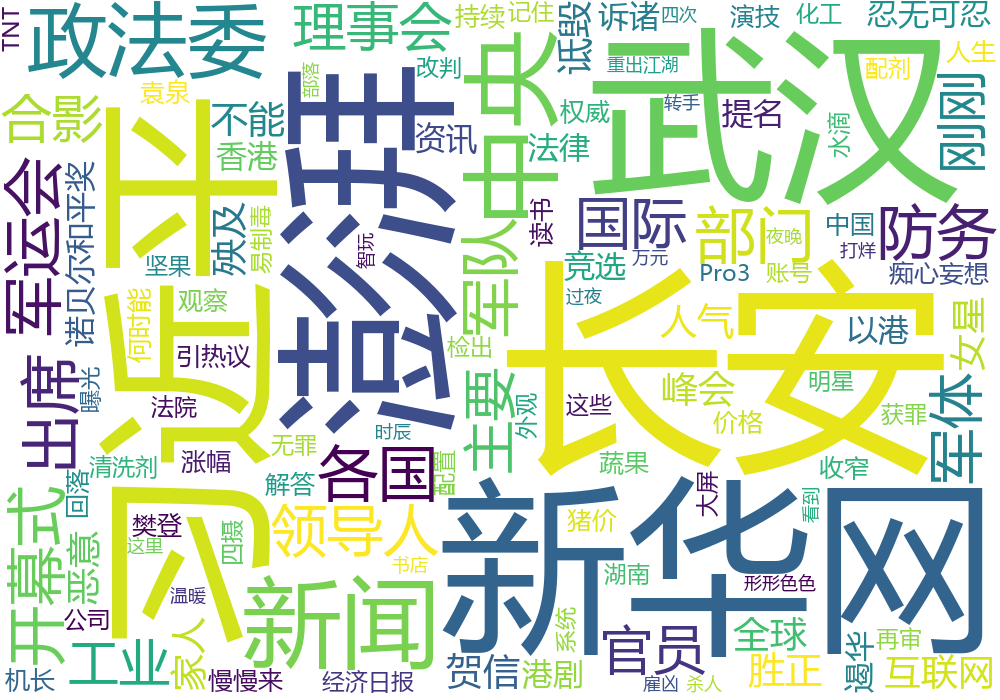 TNT
政法委
理事会
持续
记住
诋毁
诉诸
四次
演技
化工
忍无可忍
合影
袁泉
不能
香港
部落
澎湃
改判
资讯
中央
武汉
重出江湖
权威
法律
转手
提名
配剂
人生
水滴
刚刚
习近平
军运会
诺贝尔和平奖
殃及
易制毒
坚果
智玩
军队
读书
国际
部门
夜晚
中国
打烊
防务
竞选
万元
Pro3
账号
痴心妄想
何时能
观察
引热议
过夜
长安
检出
人气
以港
女星
出席
曝光
法院
时辰
主要
外观
这些
峰会
价格
明星
获罪
军体
清洗剂
涨幅
无罪
解答
各国
配置
蔬果
大屏
收窄
看到
回落
开幕式
恶意
樊登
这里
四摄
领导人
书店
新华网
猪价
湖南
形形色色
温暖
新闻
公司
工业
家人
慢慢来
机长
经济日报
贺信
港剧
系统
官员
雇凶
杀人
全球
胜正
遏华
再审
互联网